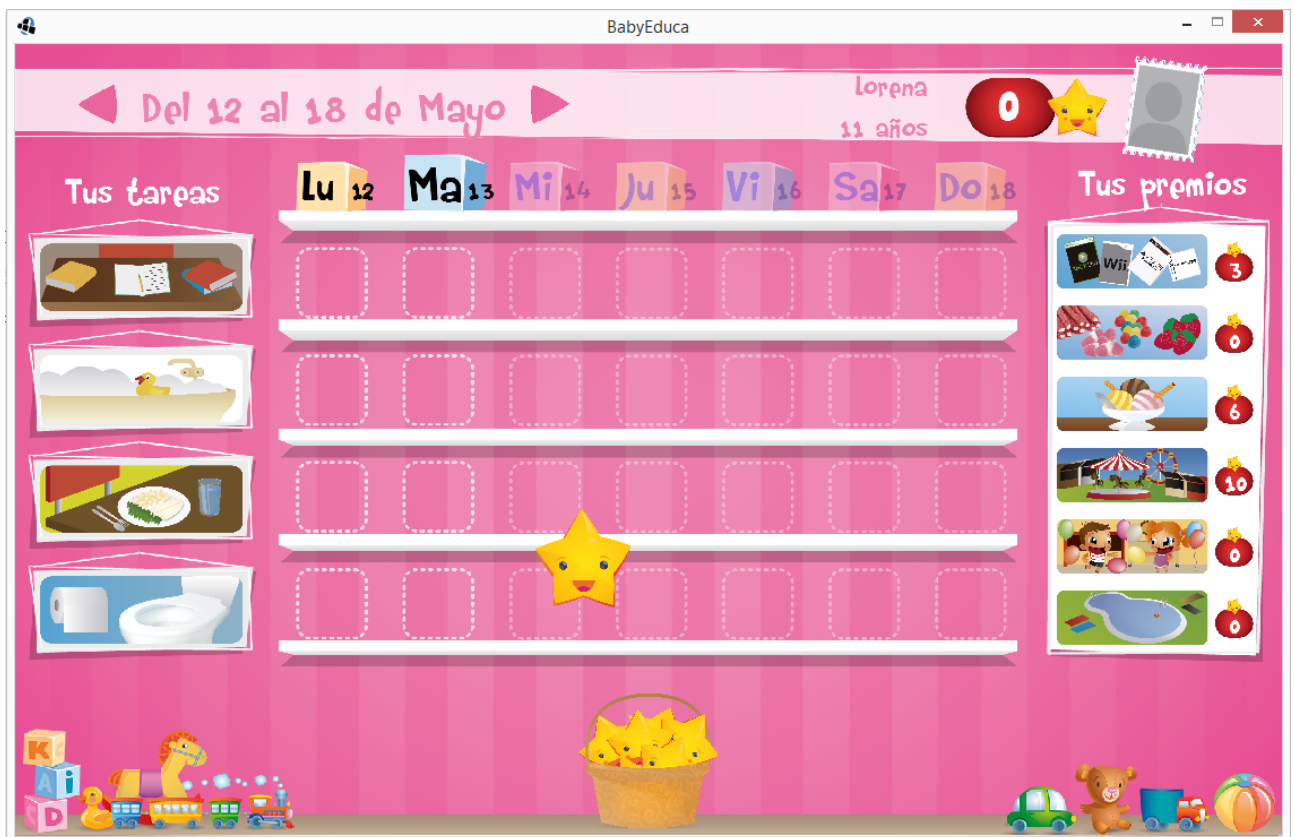 BabyEduca
Del 12 al 18 de Mayo
Lorena
11 años
0
Tus tareas
Lu 12
Ma 13
Mi 14
Ju 15
Vi 16
Sa 17
Do 18
Tus premios
Wii
3
0
6
10
0
0
K
A i
D